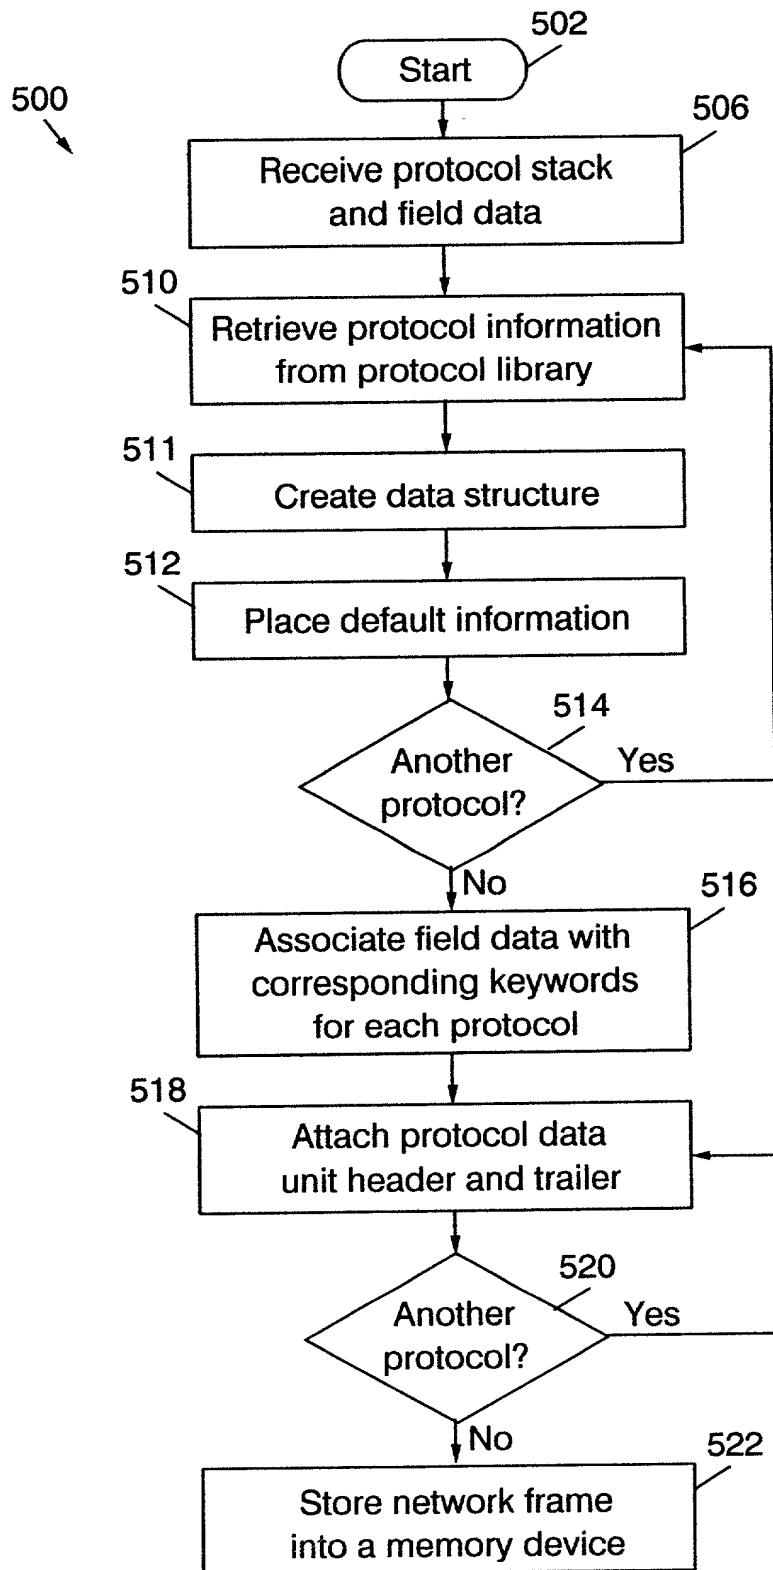 502
Start
500
506
Receive protocol stack
and field data
510
Retrieve protocol information
from protocol library
511
Create data structure
512
Place default information
514
Another
protocol?
Yes
No
516
Associate field data with
corresponding keywords
for each protocol
518
Attach protocol data
unit header and trailer
520
Another
protocol?
Yes
No
522
Store network frame
into a memory device